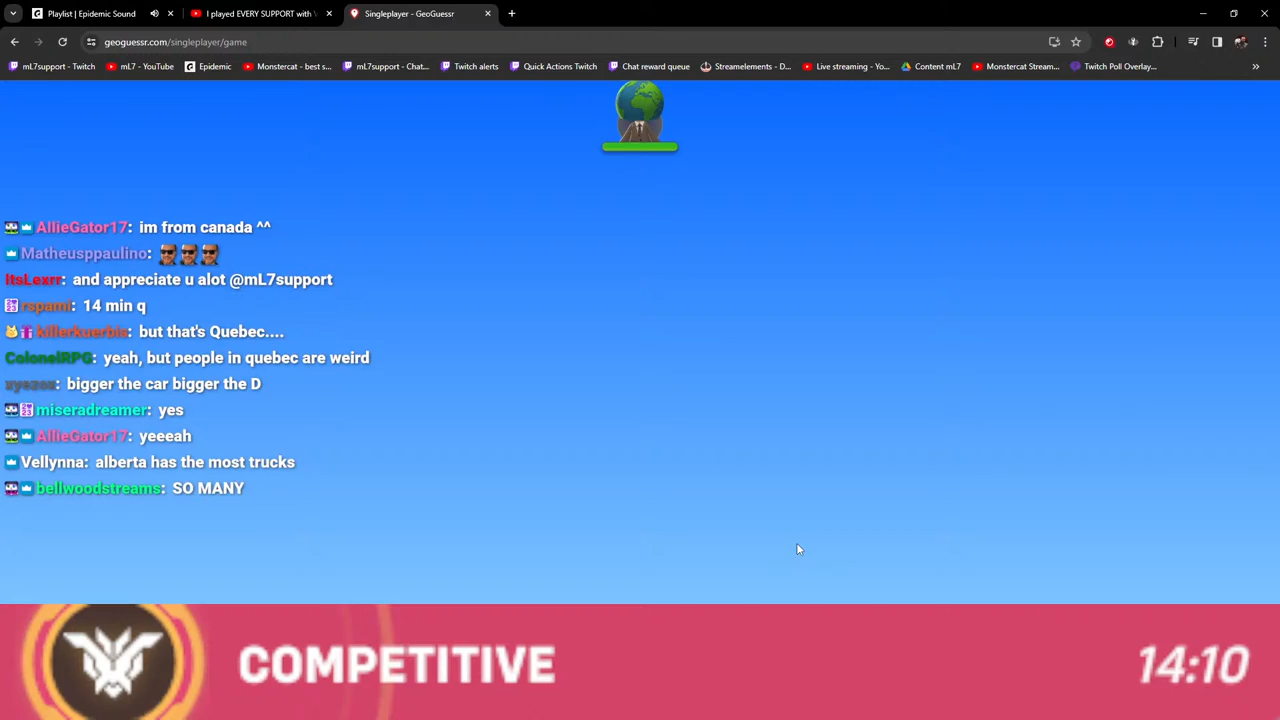 Playlist | Epidemic Sound
I played EVERY SUPPORT with
Singleplayer - GeoGuessr
geoguessr.com/singleplayer/game
mL7support - Twitch
mL7 - YouTube
Epidemic
Monstercat - best s...
mL7support - Chat...
Twitch alerts
Quick Actions Twitch
Chat reward queue
Streamelements - D...
Live streaming - Yo...
Content mL7
Monstercat Stream...
Twitch Poll Overlay...
AllieGator17: im from canada ^^
Matheusppaulino:
ItsLexrr: and appreciate u alot @mL7support
rspami: 14 min q
killerkuerbis: but that's Quebec....
ColonelRPG: yeah, but people in quebec are weird
xyezox: bigger the car bigger the D
miseradreamer: yes
AllieGator17: yeeeah
Vellynna: alberta has the most trucks
bellwoodstreams: SO MANY
COMPETITIVE
14:10